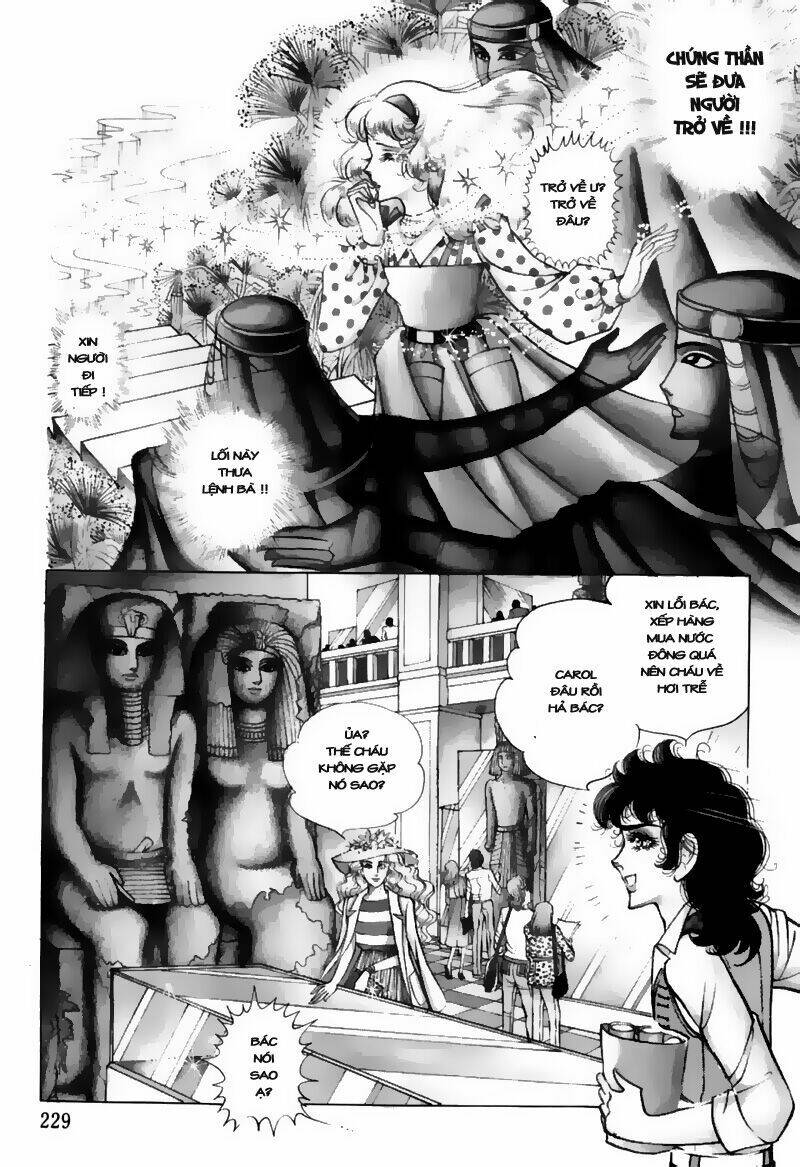 CHÚNG THẦN
SẼ ĐƯA
NGƯỜI
TRỞ VỀ !!!
TRỞ VỀ Ư?
TRỞ VỀ
ĐÂU?
XIN
NGƯỜI
ĐI
TIẾP !
LỐI NÀY
THƯA
LỆNH BÀ !!
XIN LỖI BÁC,
XẾP HÀNG
MUA NƯỚC
ĐÔNG QUÁ
NÊN CHÁU VỀ
HƠI TRỄ
CAROL
ĐÂU RỒI
HẢ BÁC?
ỦA?
THẾ CHÁU
KHÔNG GẶP
NÓ SAO?
BÁC
NÓI
SAO
Ạ?
229